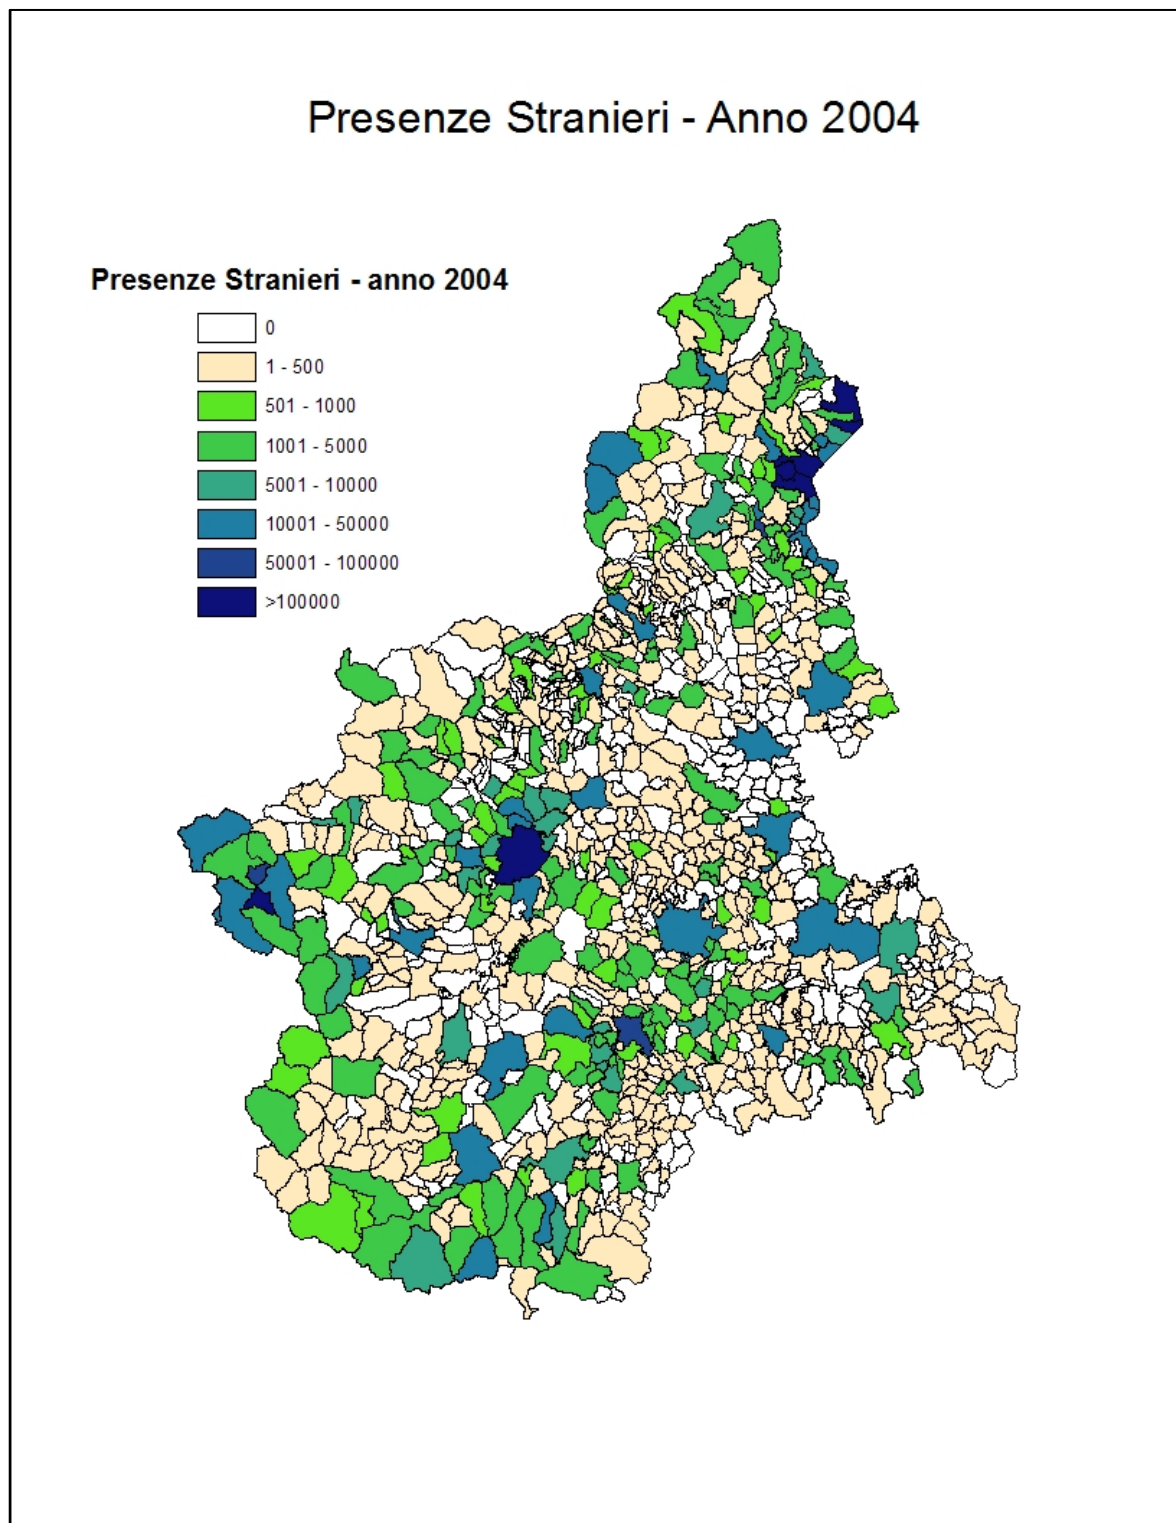 Presenze Stranieri - Anno 2004
Presenze Stranieri - anno 2004
0
1 - 500
501 - 1000
1001 - 5000
5001 - 10000
10001 - 50000
50001 - 100000
>100000